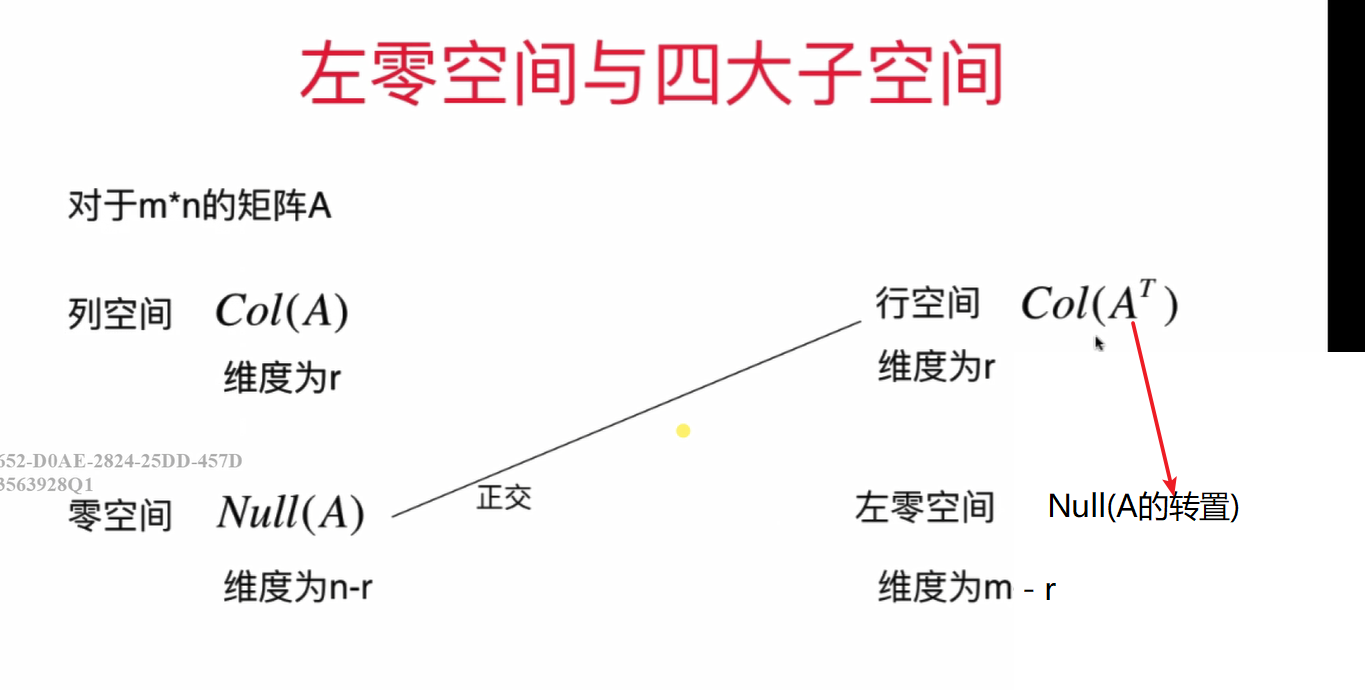 左零空间与四大子空间
对于m*n的矩阵A
列空间 Col(A)
维度为r
行空间 Col(A^T)
维度为r
652-D0AE-2824-25DD-457D
3563928Q1
零空间 Null(A)
维度为n-r
正交
左零空间 Null(A的转置)
维度为m - r